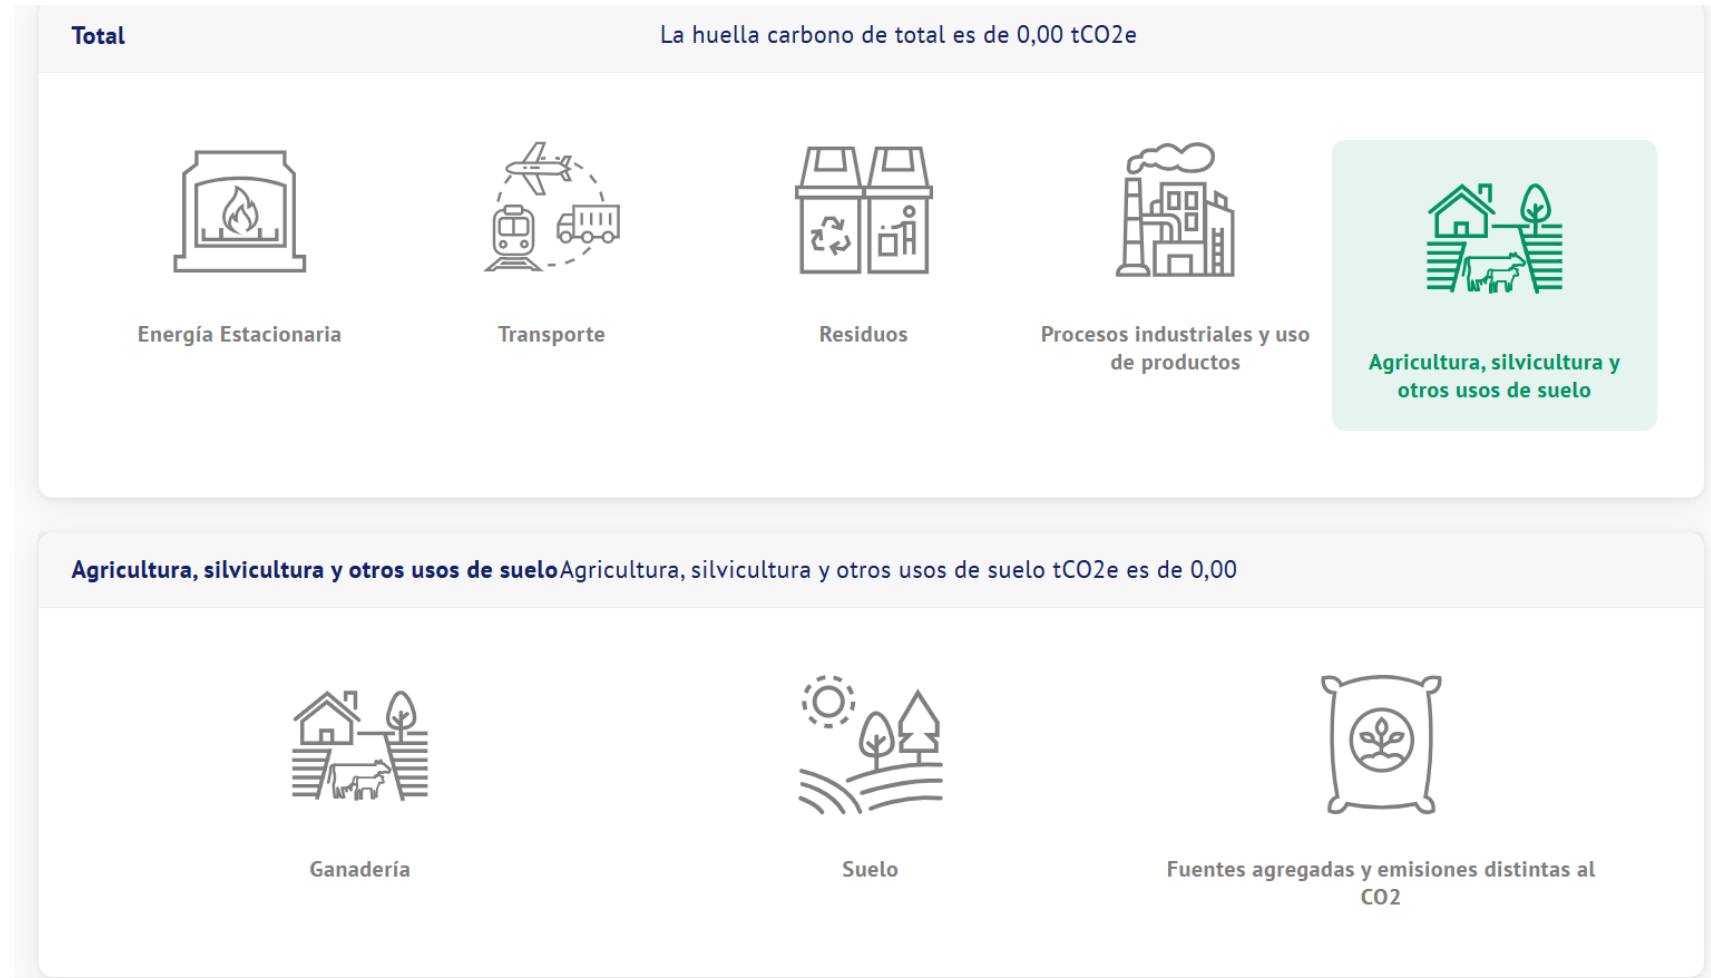 Total
La huella carbono de total es de 0,00 tCO2e
Energía Estacionaria
Transporte
Residuos
Procesos industriales y uso
de productos
Agricultura, silvicultura y
otros usos de suelo
Agricultura, silvicultura y otros usos de suelo Agricultura, silvicultura y otros usos de suelo tCO2e es de 0,00
Ganadería
Suelo
Fuentes agregadas y emisiones distintas al
CO2